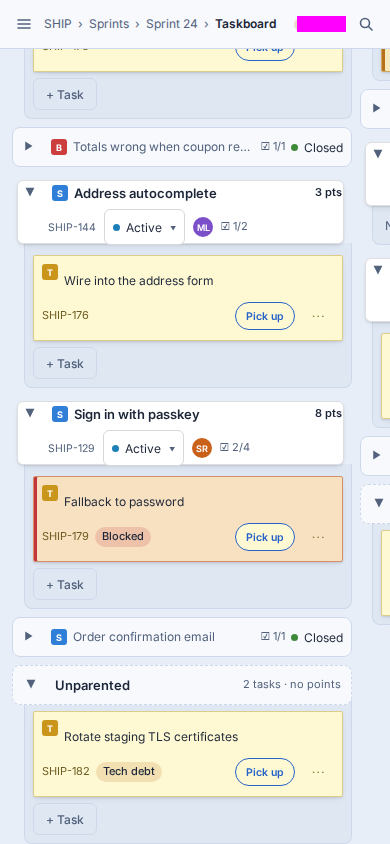 SHIP › Sprints › Sprint 24 › Taskboard
Pick up
+ Task
B Totals wrong when coupon re... ☑ 1/1 Closed
S Address autocomplete 3 pts
SHIP-144 Active ML ☑ 1/2
T Wire into the address form
SHIP-176 Pick up ...
+ Task
S Sign in with passkey 8 pts
SHIP-129 Active SR ☑ 2/4
T Fallback to password
SHIP-179 Blocked Pick up ...
+ Task
S Order confirmation email ☑ 1/1 Closed
Unparented 2 tasks · no points
T Rotate staging TLS certificates
SHIP-182 Tech debt Pick up ...
+ Task